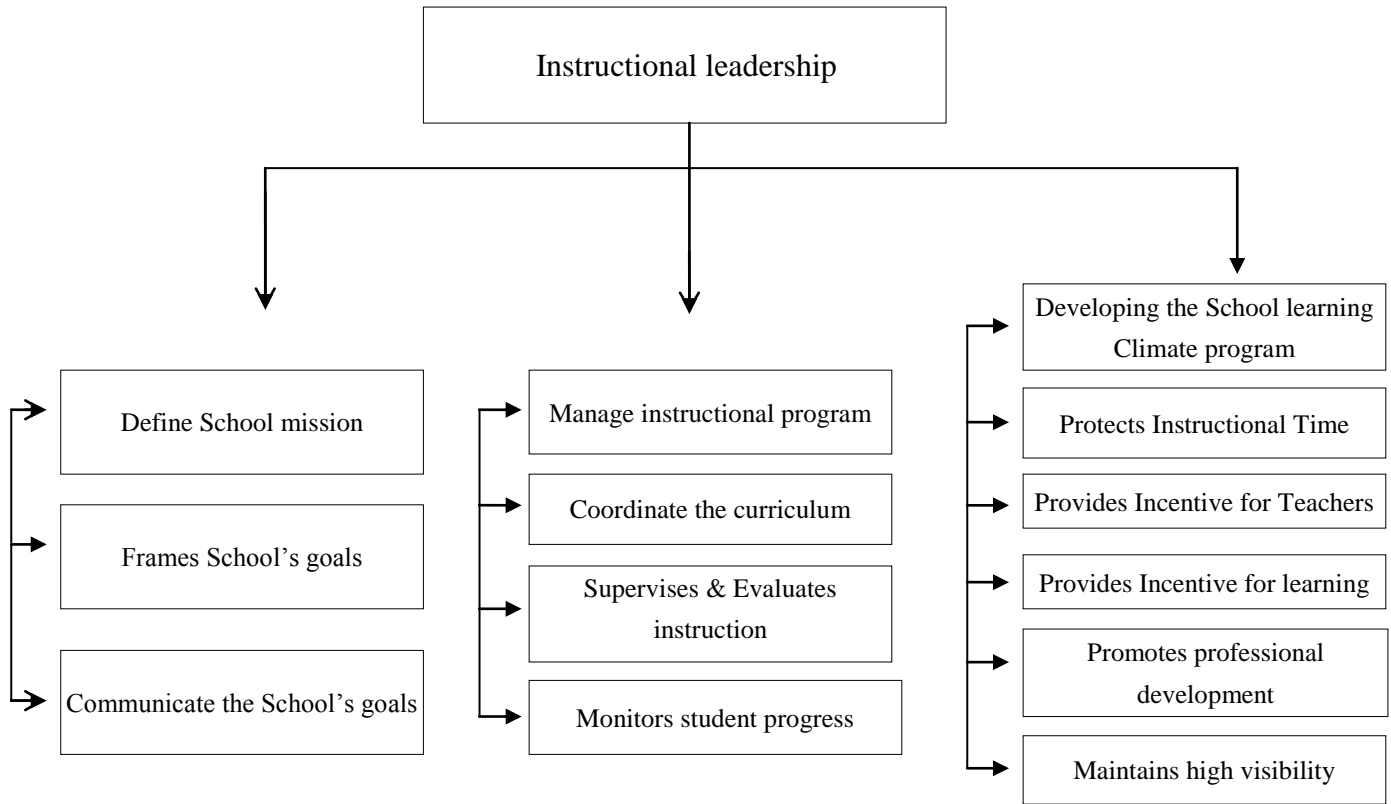 Instructional leadership
Define School mission
Frames School’s goals
Communicate the School’s goals
Manage instructional program
Coordinate the curriculum
Supervises & Evaluates
instruction
Monitors student progress
Developing the School learning
Climate program
Protects Instructional Time
Provides Incentive for Teachers
Provides Incentive for learning
Promotes professional
development
Maintains high visibility